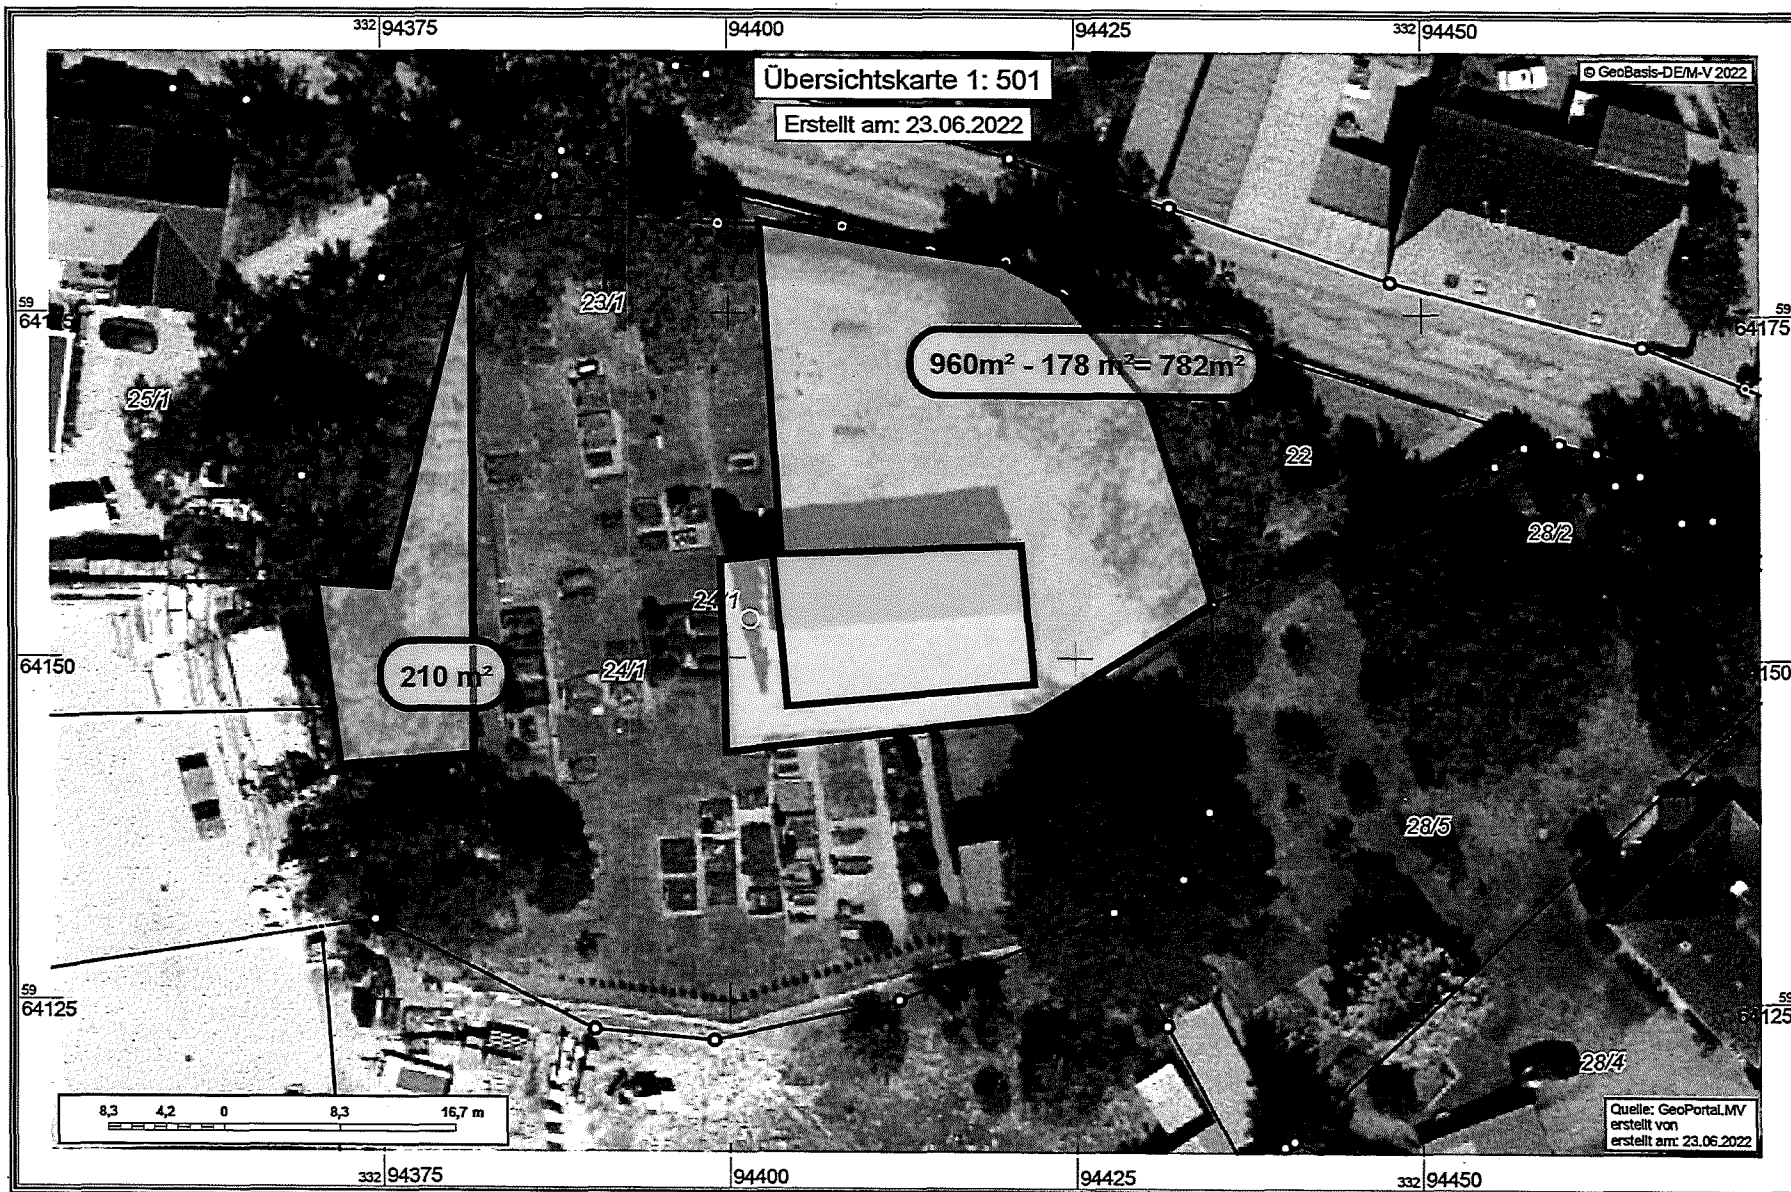 332 94375
94400
94425
332 94450
Übersichtskarte 1: 501
© GeoBasis-DE/M-V 2022
Erstellt am: 23.06.2022
59
23/1
59
64175
960m² - 178 m²= 782m²
25/1
22
28/2
24/1
64150
210 m²
24/1
28/5
59
64125
59
64125
28/4
8,3 4,2 0 8,3 16,7 m
Quelle: GeoPortal.MV
erstellt von
erstellt am: 23.06.2022
332 94375
94400
94425
332 94450